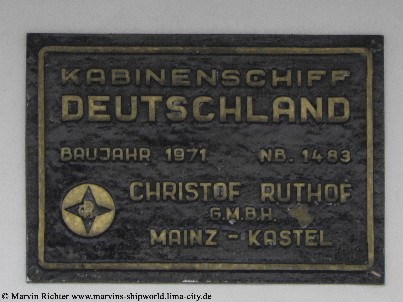 KABINENSCHIFF
DEUTSCHLAND
BAUJAHR 1971 NB. 1483
CHRISTOF RUTHOF
G.M.B.H.
MAINZ - KASTEL
© Marvin Richter www.marvins-shipworld.lima-city.de